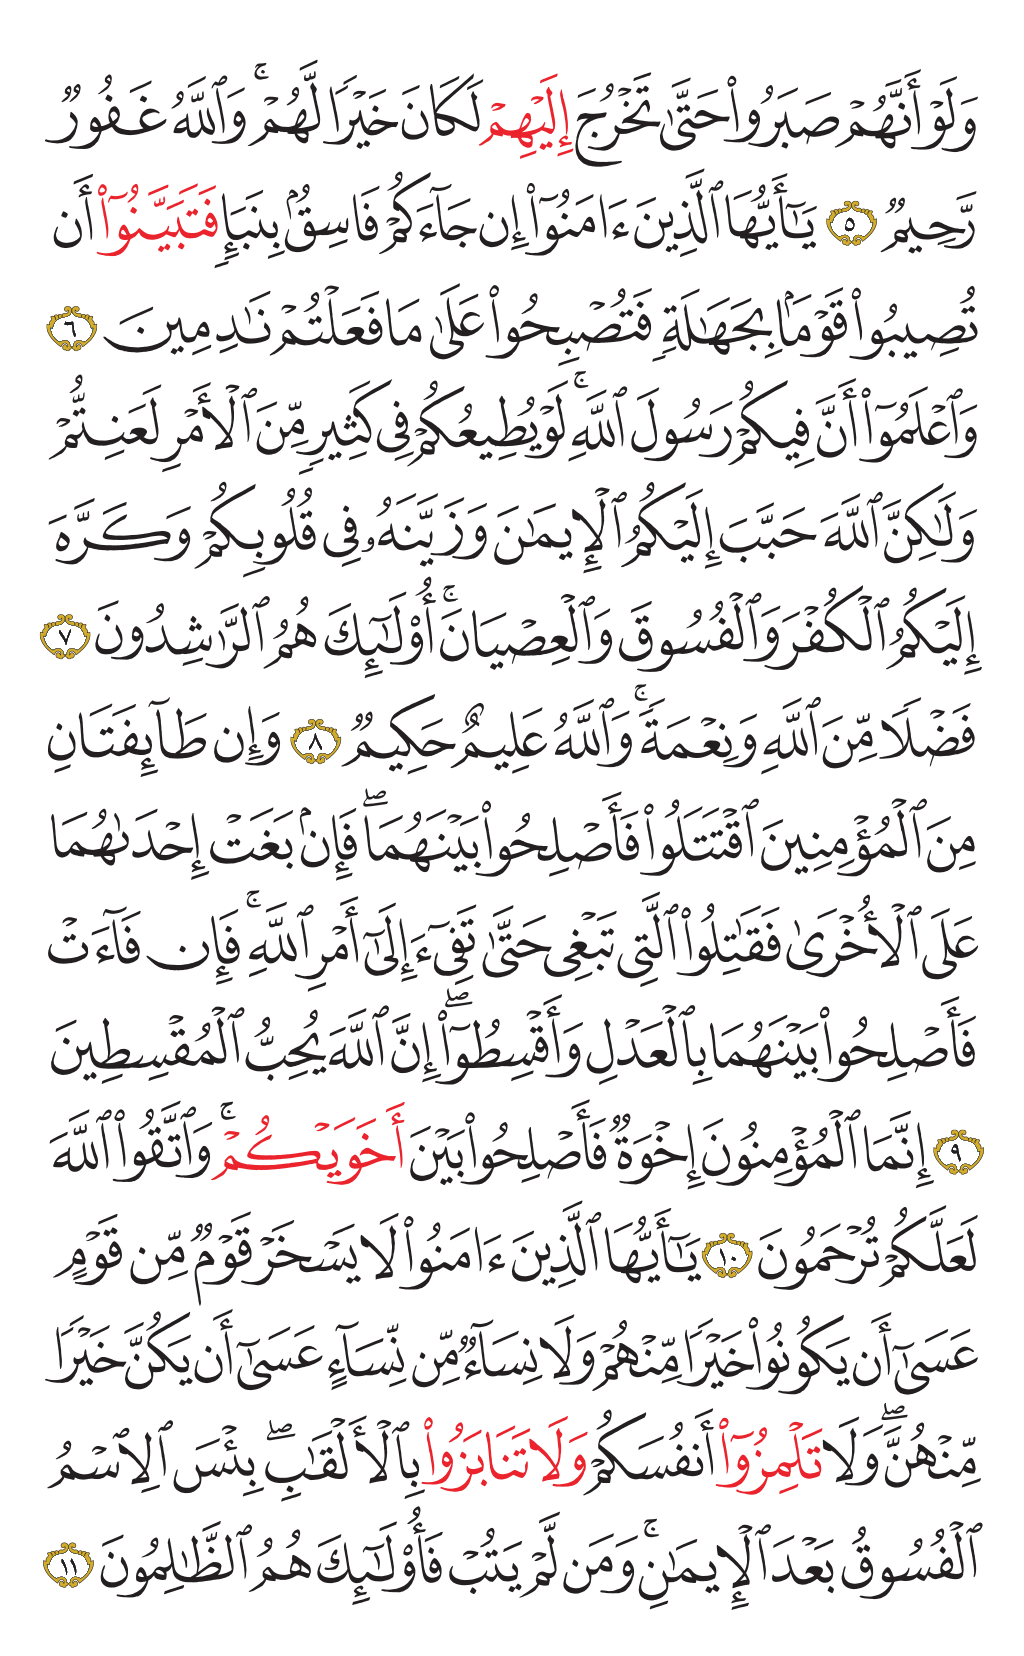 وَلَوْ أَنَّهُمْ صَبَرُواْ حَتَّىٰ تَخْرُجَ إِلَيْهِمْ لَكَانَ خَيْرًا لَّهُمْۚ وَٱللَّهُ غَفُورٌ
رَّحِيمٌ ٥ يَـٰٓأَيُّهَا ٱلَّذِينَ ءَامَنُوٓاْ إِن جَآءَكُمْ فَاسِقُۢ بِنَبَإٍ فَتَبَيَّنُوٓاْ أَن
تُصِيبُواْ قَوْمَۢا بِجَهَـٰلَةٍ فَتُصْبِحُواْ عَلَىٰ مَا فَعَلْتُمْ نَـٰدِمِينَ ٦
وَٱعْلَمُوٓاْ أَنَّ فِيكُمْ رَسُولَ ٱللَّهِۚ لَوْ يُطِيعُكُمْ فِى كَثِيرٍ مِّنَ ٱلْأَمْرِ لَعَنِتُّمْ
وَلَـٰكِنَّ ٱللَّهَ حَبَّبَ إِلَيْكُمُ ٱلْإِيمَـٰنَ وَزَيَّنَهُۥ فِى قُلُوبِكُمْ وَكَرَّهَ
إِلَيْكُمُ ٱلْكُفْرَ وَٱلْفُسُوقَ وَٱلْعِصْيَانَۚ أُوْلَـٰٓئِكَ هُمُ ٱلرَّٰشِدُونَ ٧
فَضْلًا مِّنَ ٱللَّهِ وَنِعْمَةًۚ وَٱللَّهُ عَلِيمٌ حَكِيمٌ ٨ وَإِن طَآئِفَتَانِ
مِنَ ٱلْمُؤْمِنِينَ ٱقْتَتَلُواْ فَأَصْلِحُواْ بَيْنَهُمَاۖ فَإِنۢ بَغَتْ إِحْدَىٰهُمَا
عَلَى ٱلْأُخْرَىٰ فَقَـٰتِلُواْ ٱلَّتِى تَبْغِى حَتَّىٰ تَفِىٓءَ إِلَىٰٓ أَمْرِ ٱللَّهِۚ فَإِن فَآءَتْ
فَأَصْلِحُواْ بَيْنَهُمَا بِٱلْعَدْلِ وَأَقْسِطُوٓاْۖ إِنَّ ٱللَّهَ يُحِبُّ ٱلْمُقْسِطِينَ
٩ إِنَّمَا ٱلْمُؤْمِنُونَ إِخْوَةٌ فَأَصْلِحُواْ بَيْنَ أَخَوَيْكُمْۚ وَٱتَّقُواْ ٱللَّهَ
لَعَلَّكُمْ تُرْحَمُونَ ١٠ يَـٰٓأَيُّهَا ٱلَّذِينَ ءَامَنُواْ لَا يَسْخَرْ قَوْمٌ مِّن قَوْمٍ
عَسَىٰٓ أَن يَكُونُواْ خَيْرًا مِّنْهُمْ وَلَا نِسَآءٌ مِّن نِّسَآءٍ عَسَىٰٓ أَن يَكُنَّ خَيْرًا
مِّنْهُنَّۖ وَلَا تَلْمِزُوٓاْ أَنفُسَكُمْ وَلَا تَنَابَزُواْ بِٱلْأَلْقَـٰبِۖ بِئْسَ ٱلِٱسْمُ
ٱلْفُسُوقُ بَعْدَ ٱلْإِيمَـٰنِۚ وَمَن لَّمْ يَتُبْ فَأُوْلَـٰٓئِكَ هُمُ ٱلظَّـٰلِمُونَ ١١